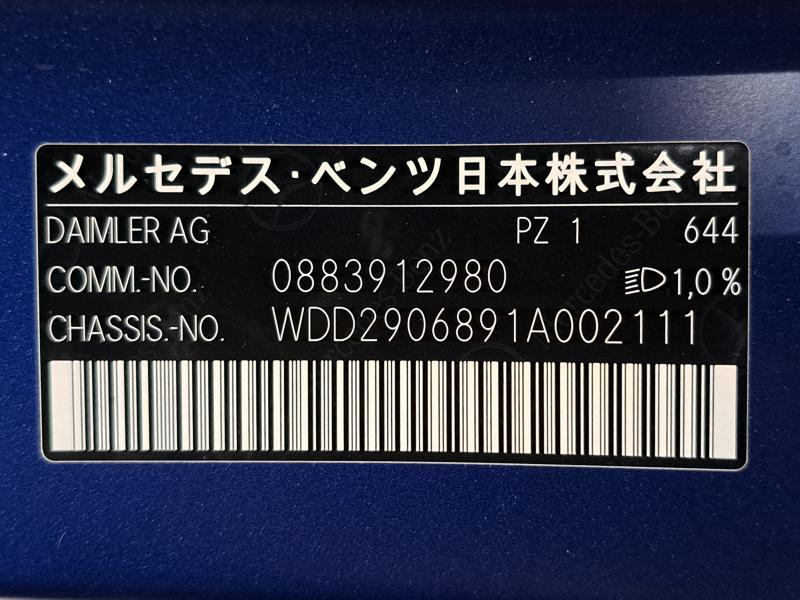 メルセデス・ベンツ日本株式会社
DAIMLER AG PZ 1 644
COMM.-NO. 0883912980 1,0 %
CHASSIS.-NO. WDD2906891A002111